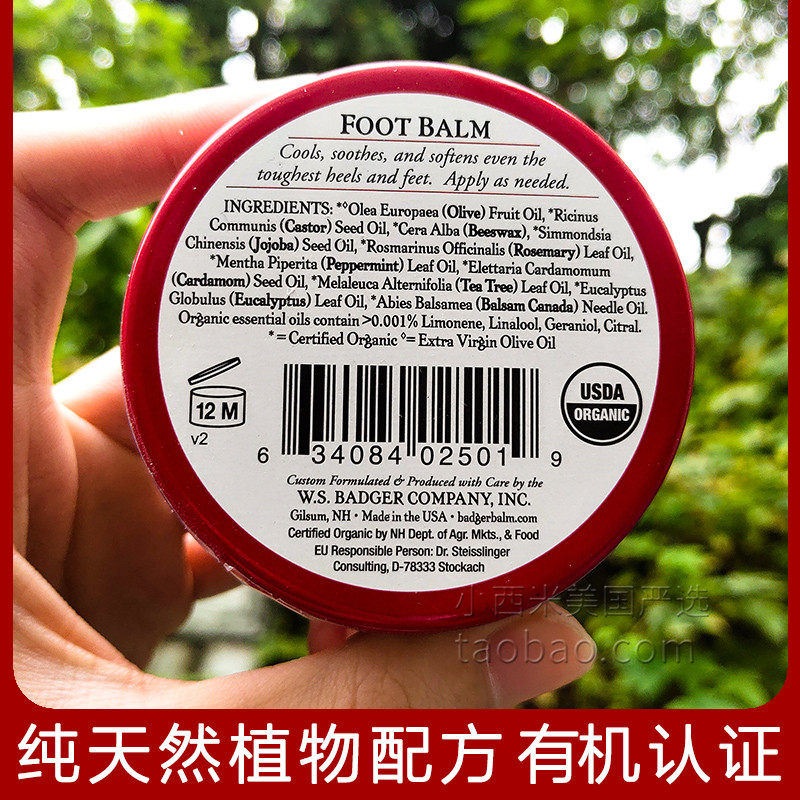 FOOT BALM
Cools, soothes, and softens even the
toughest heels and feet. Apply as needed.
INGREDIENTS: *◊Olea Europaea (Olive) Fruit Oil, *Ricinus
Communis (Castor) Seed Oil, *Cera Alba (Beeswax), *Simmondsia
Chinensis (Jojoba) Seed Oil, *Rosmarinus Officinalis (Rosemary) Leaf Oil,
*Mentha Piperita (Peppermint) Leaf Oil, *Elettaria Cardamomum
(Cardamom) Seed Oil, *Melaleuca Alternifolia (Tea Tree) Leaf Oil, *Eucalyptus
Globulus (Eucalyptus) Leaf Oil, *Abies Balsamea (Balsam Canada) Needle Oil.
Organic essential oils contain >0.001% Limonene, Linalool, Geraniol, Citral.
* = Certified Organic ◊= Extra Virgin Olive Oil
12 M
v2
USDA
ORGANIC
6 34084 02501 9
Custom Formulated & Produced with Care by the
W.S. BADGER COMPANY, INC.
Gilsum, NH • Made in the USA • badgerbalm.com
Certified Organic by NH Dept. of Agr. Mkts., & Food
EU Responsible Person: Dr. Steisslinger
Consulting, D-78333 Stockach
小西米美国严选
taobao.com
纯天然植物配方 有机认证